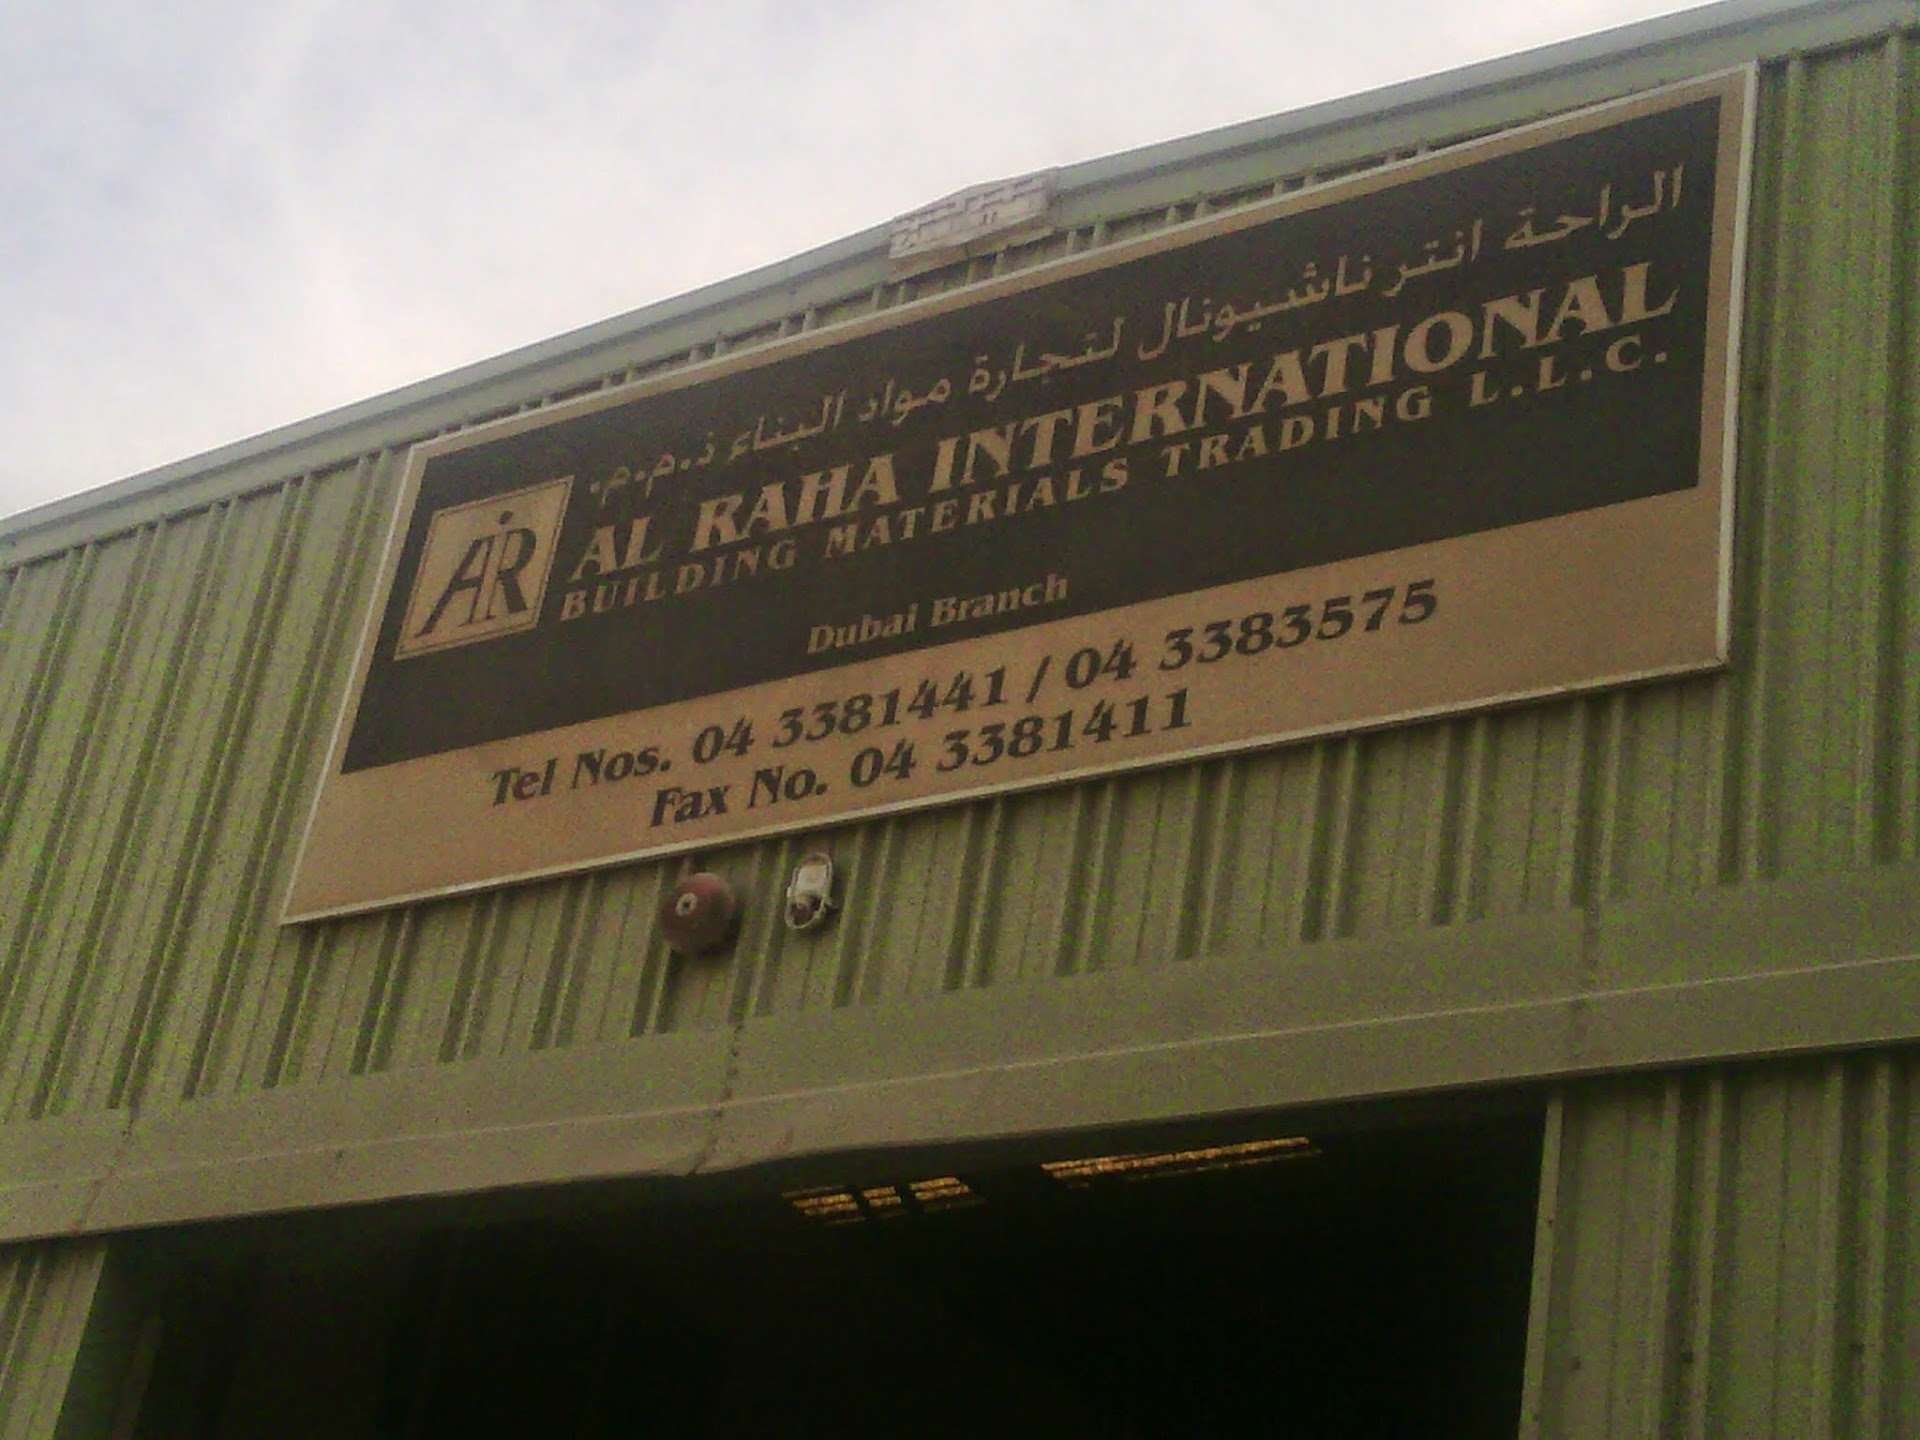 الراحة انترناشيونال لتجارة مواد البناء ذ.م.م.
AL RAHA INTERNATIONAL
BUILDING MATERIALS TRADING L.L.C.
AIR
Dubai Branch
Tel Nos. 04 3381441 / 04 3383575
Fax No. 04 3381411